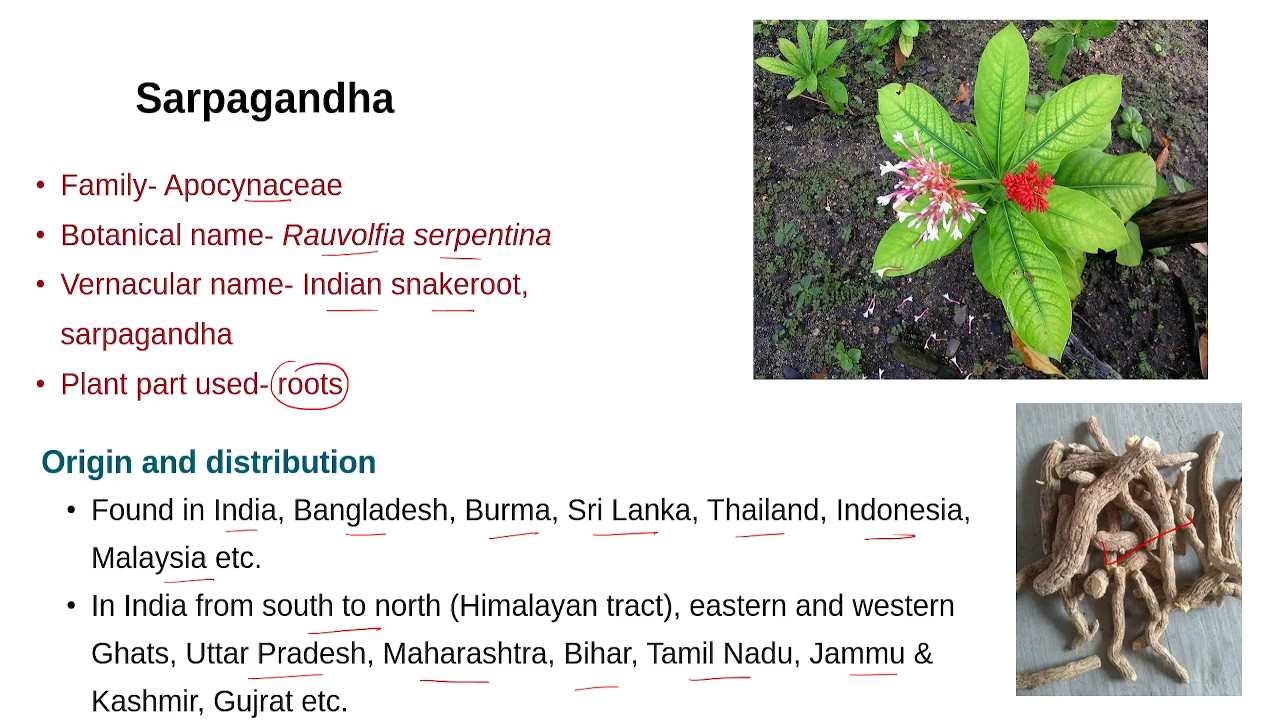 Sarpagandha
• Family- Apocynaceae
• Botanical name- Rauvolfia serpentina
• Vernacular name- Indian snakeroot,
sarpagandha
• Plant part used- roots
Origin and distribution
• Found in India, Bangladesh, Burma, Sri Lanka, Thailand, Indonesia,
Malaysia etc.
• In India from south to north (Himalayan tract), eastern and western
Ghats, Uttar Pradesh, Maharashtra, Bihar, Tamil Nadu, Jammu &
Kashmir, Gujrat etc.